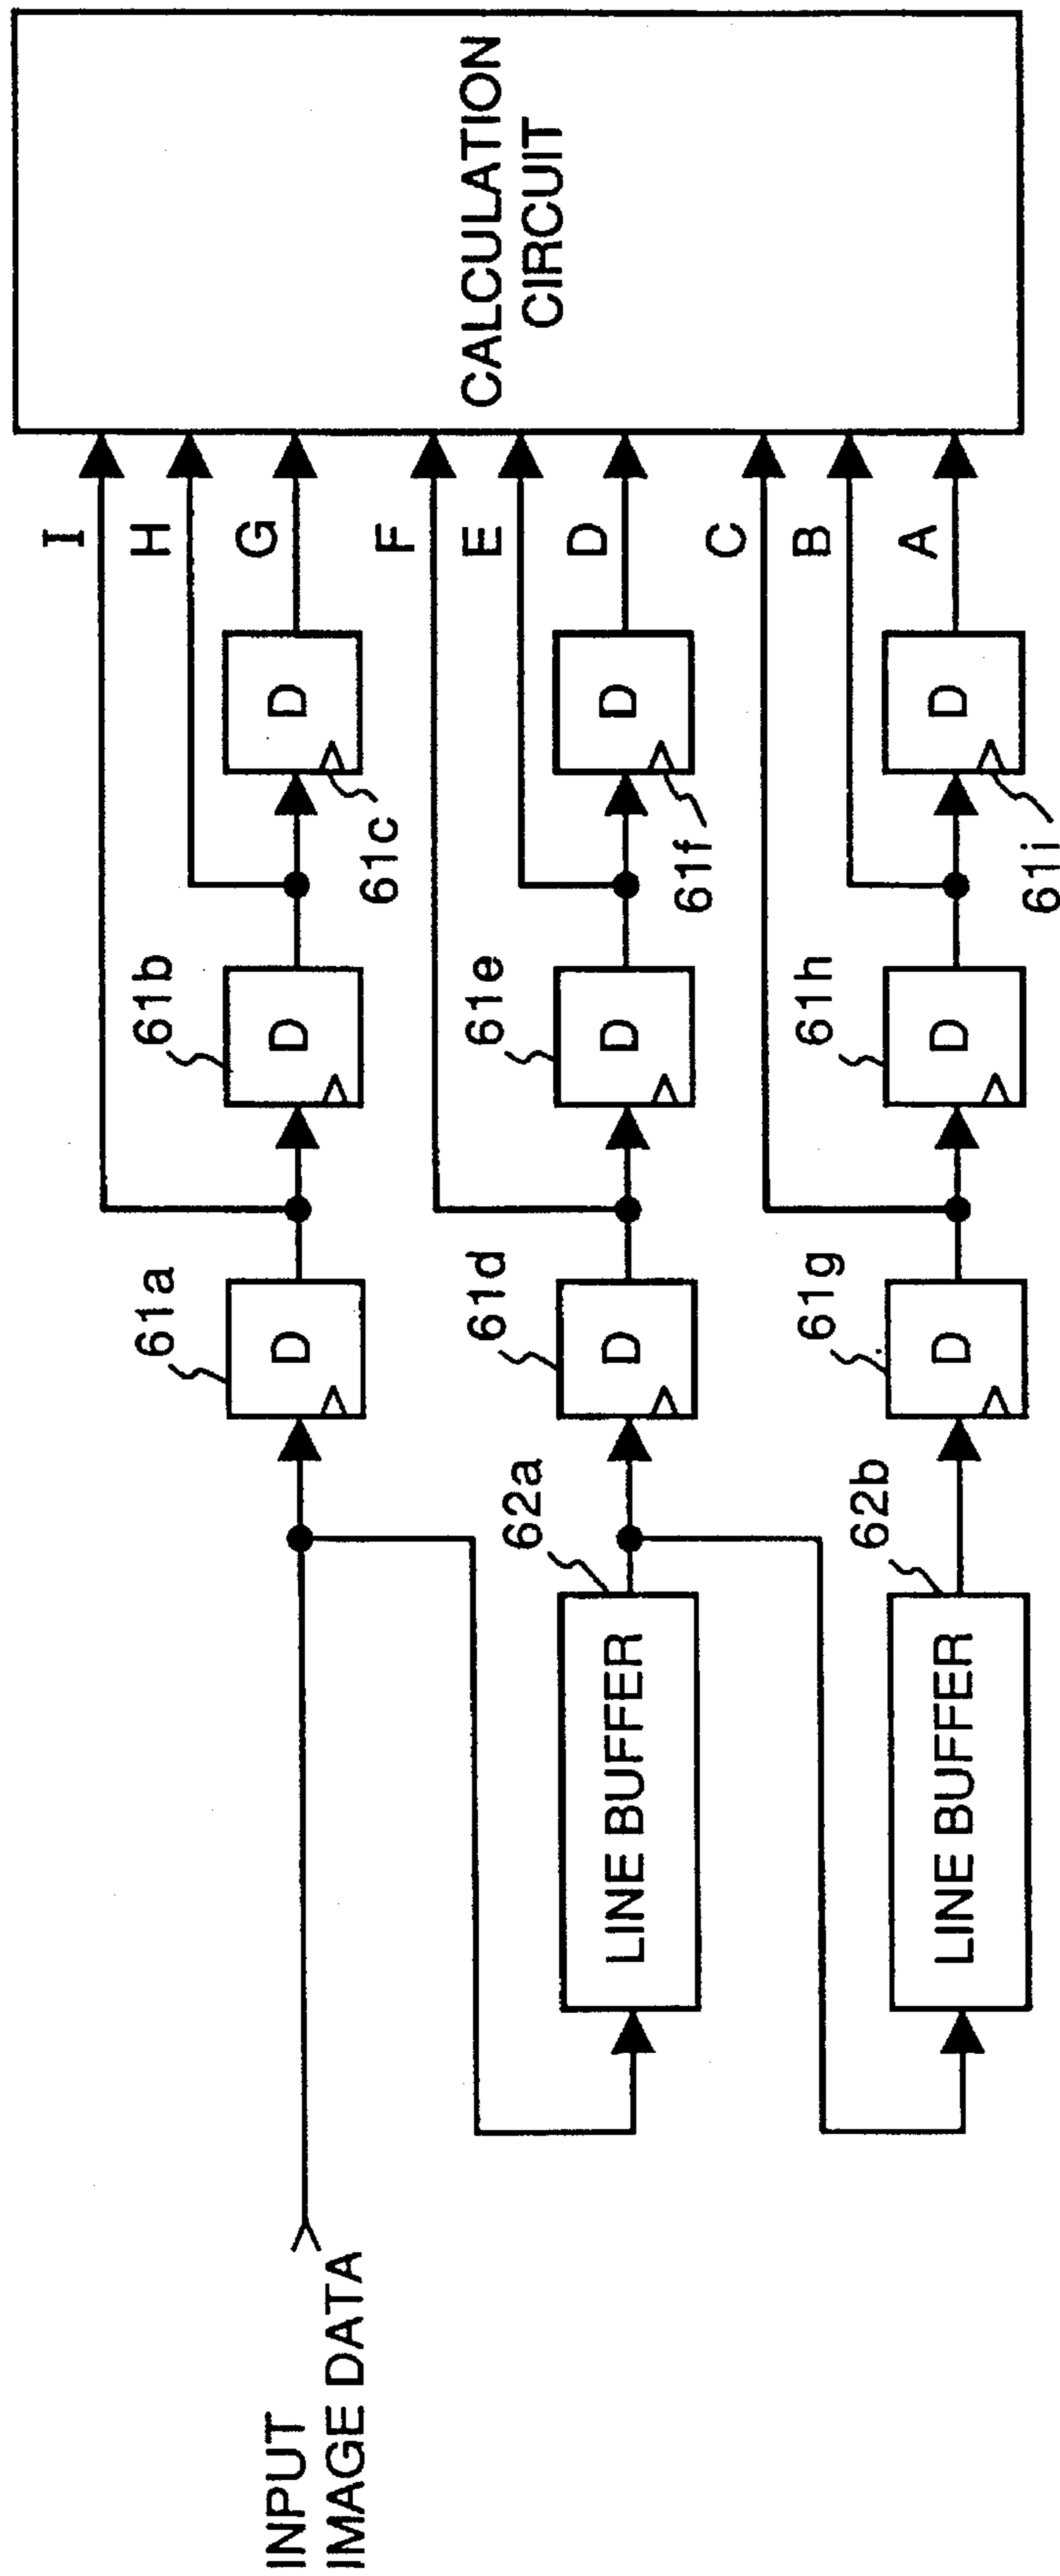 INPUT
IMAGE DATA
61a
D
61b
D
61c
D
I
H
G
62a
LINE BUFFER
61d
D
61e
D
61f
D
F
E
D
62b
LINE BUFFER
61g
D
61h
D
61i
D
C
B
A
CALCULATION
CIRCUIT